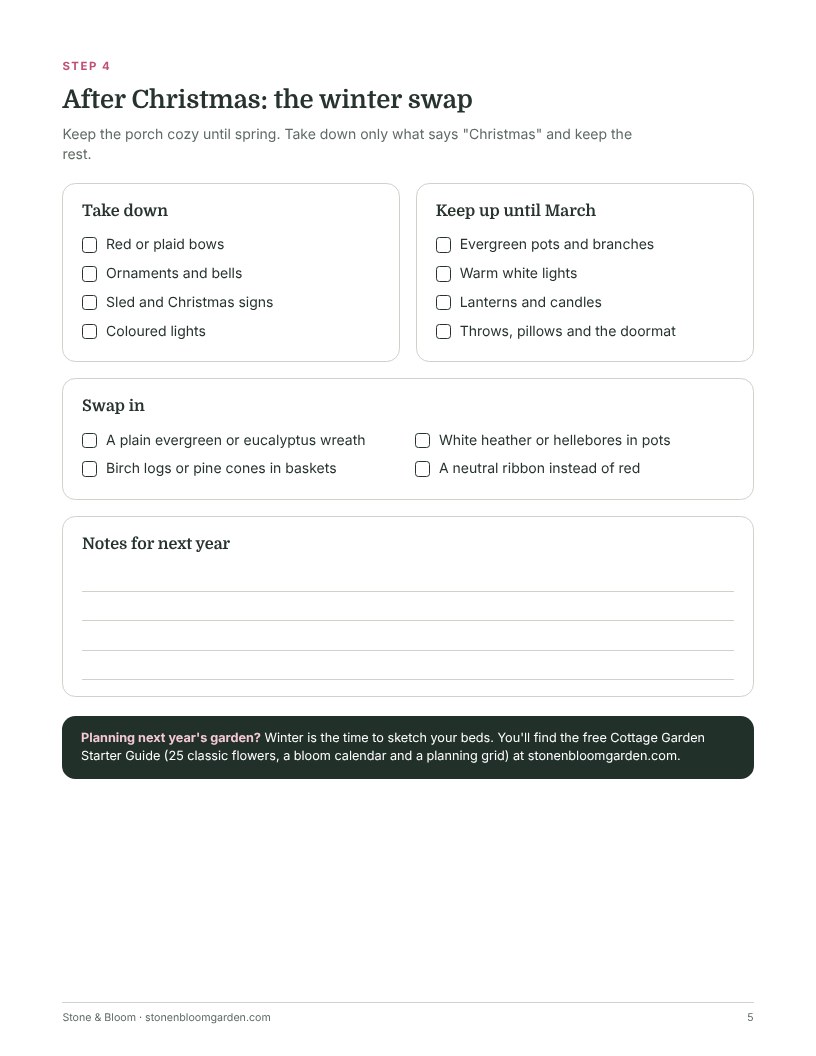 STEP 4
After Christmas: the winter swap
Keep the porch cozy until spring. Take down only what says "Christmas" and keep the
rest.
Take down
Red or plaid bows
Ornaments and bells
Sled and Christmas signs
Coloured lights
Keep up until March
Evergreen pots and branches
Warm white lights
Lanterns and candles
Throws, pillows and the doormat
Swap in
A plain evergreen or eucalyptus wreath
White heather or hellebores in pots
Birch logs or pine cones in baskets
A neutral ribbon instead of red
Notes for next year
Planning next year's garden? Winter is the time to sketch your beds. You'll find the free Cottage Garden
Starter Guide (25 classic flowers, a bloom calendar and a planning grid) at stonenbloomgarden.com.
Stone & Bloom · stonenbloomgarden.com
5